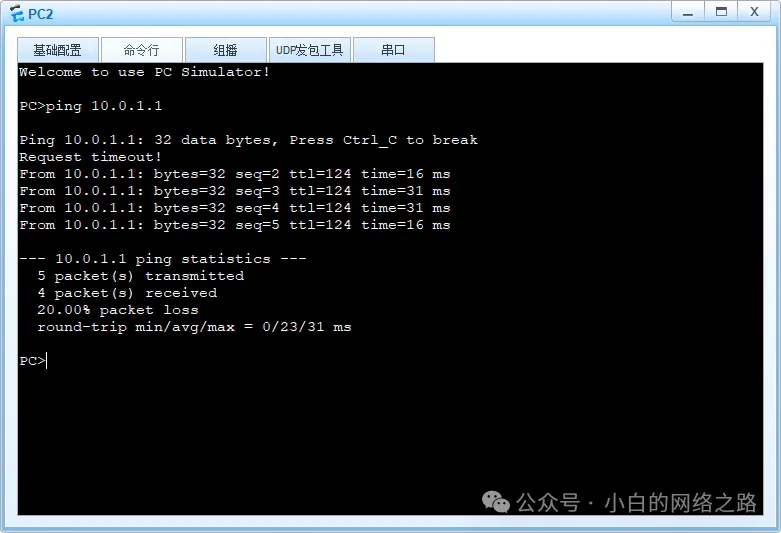 PC2
基础配置 命令行 组播 UDP发包工具 串口
Welcome to use PC Simulator!
PC>ping 10.0.1.1
Ping 10.0.1.1: 32 data bytes, Press Ctrl_C to break
Request timeout!
From 10.0.1.1: bytes=32 seq=2 ttl=124 time=16 ms
From 10.0.1.1: bytes=32 seq=3 ttl=124 time=31 ms
From 10.0.1.1: bytes=32 seq=4 ttl=124 time=31 ms
From 10.0.1.1: bytes=32 seq=5 ttl=124 time=16 ms
--- 10.0.1.1 ping statistics ---
5 packet(s) transmitted
4 packet(s) received
20.00% packet loss
round-trip min/avg/max = 0/23/31 ms
PC>
公众号 · 小白的网络之路